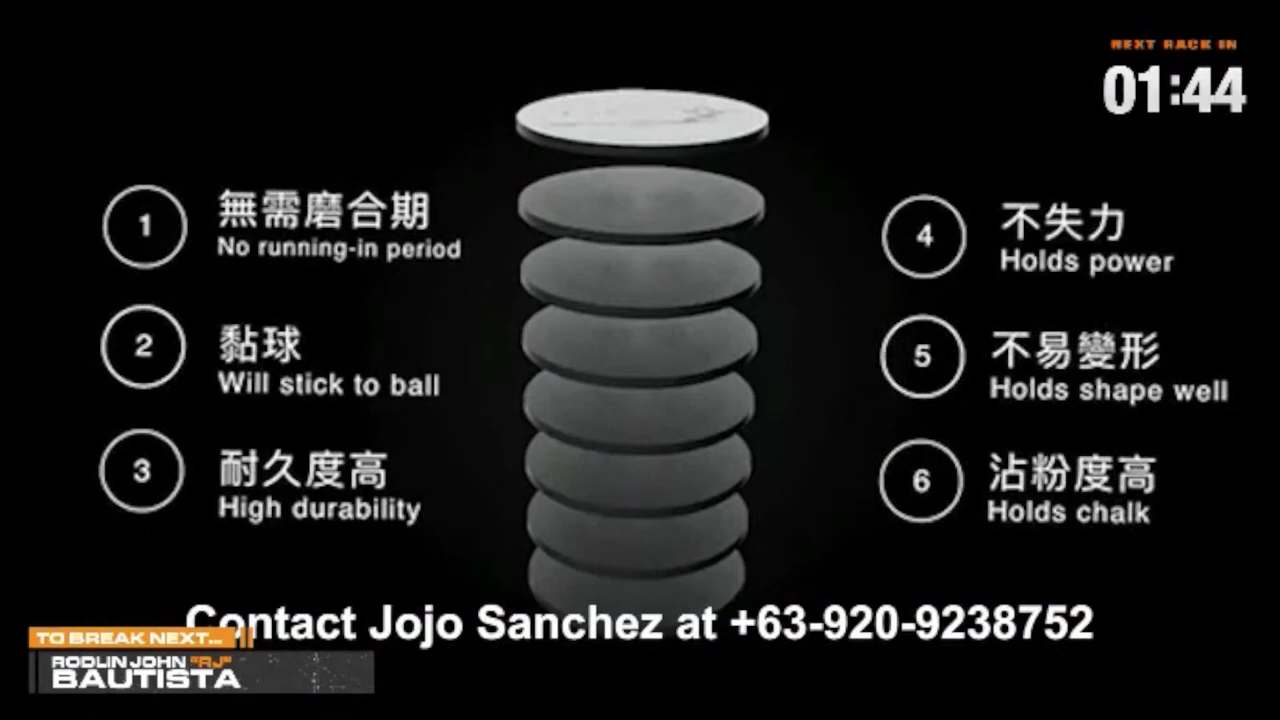 NEXT RACK IN
01:44
1
無需磨合期
No running-in period
2
黏球
Will stick to ball
3
耐久度高
High durability
4
不失力
Holds power
5
不易變形
Holds shape well
6
沾粉度高
Holds chalk
Contact Jojo Sanchez at +63-920-9238752
TO BREAK NEXT...
RODLIN JOHN "RJ"
BAUTISTA